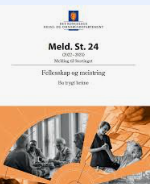 Meld. St. 24
(2022–2023)
Melding til Stortinget
Fellesskap og meistring
Bu trygt heime